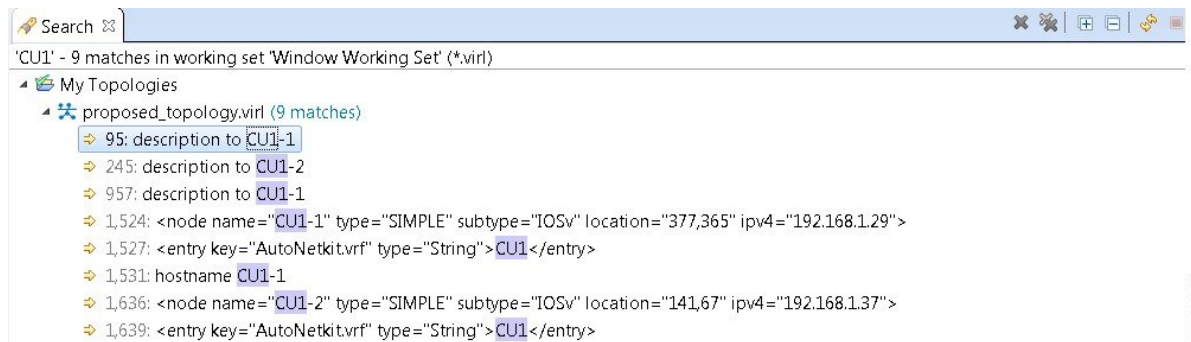 Search
'CU1' - 9 matches in working set 'Window Working Set' (*.virl)
My Topologies
proposed_topology.virl (9 matches)
95: description to CU1-1
245: description to CU1-2
957: description to CU1-1
1,524: <node name="CU1-1" type="SIMPLE" subtype="IOSv" location="377,365" ipv4="192.168.1.29">
1,527: <entry key="AutoNetkit.vrf" type="String">CU1</entry>
1,531: hostname CU1-1
1,636: <node name="CU1-2" type="SIMPLE" subtype="IOSv" location="141,67" ipv4="192.168.1.37">
1,639: <entry key="AutoNetkit.vrf" type="String">CU1</entry>